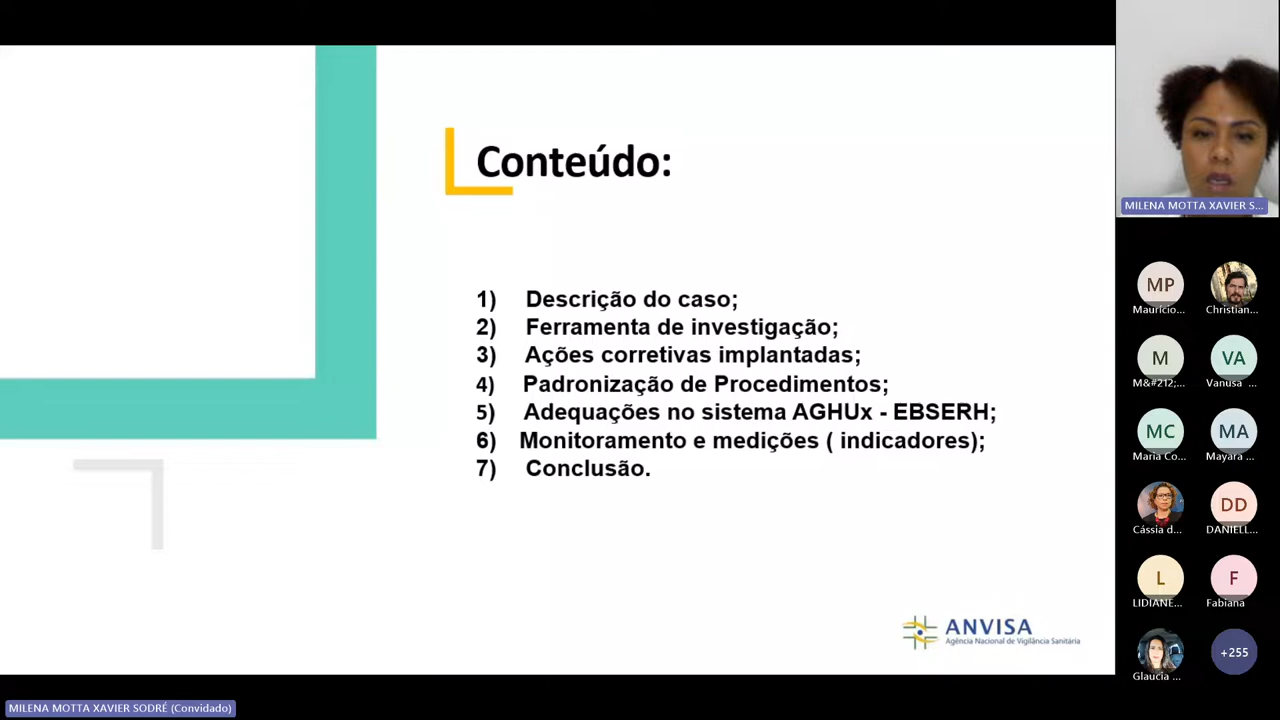 Conteúdo:
1) Descrição do caso;
2) Ferramenta de investigação;
3) Ações corretivas implantadas;
4) Padronização de Procedimentos;
5) Adequações no sistema AGHUx - EBSERH;
6) Monitoramento e medições ( indicadores);
7) Conclusão.
ANVISA
Agência Nacional de Vigilância Sanitária
MILENA MOTTA XAVIER SODRÉ (Convidado)
MILENA MOTTA XAVIER S...
MP
Maurício...
Christian...
M
M&#212;...
VA
Vanusa ...
MC
Maria Co...
MA
Mayara ...
Cássia d...
DD
DANIELL...
L
LIDIANE...
F
Fabiana
Glaucia ...
+255